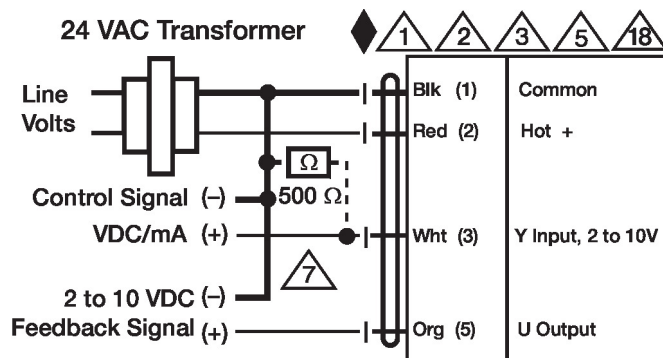 24 VAC Transformer
1 2 3 5 18
Line
Volts
Blk (1) Common
Red (2) Hot +
Ω
500 Ω
Control Signal (–)
VDC/mA (+)
Wht (3) Y Input, 2 to 10V
7
2 to 10 VDC (–)
Feedback Signal (+)
Org (5) U Output